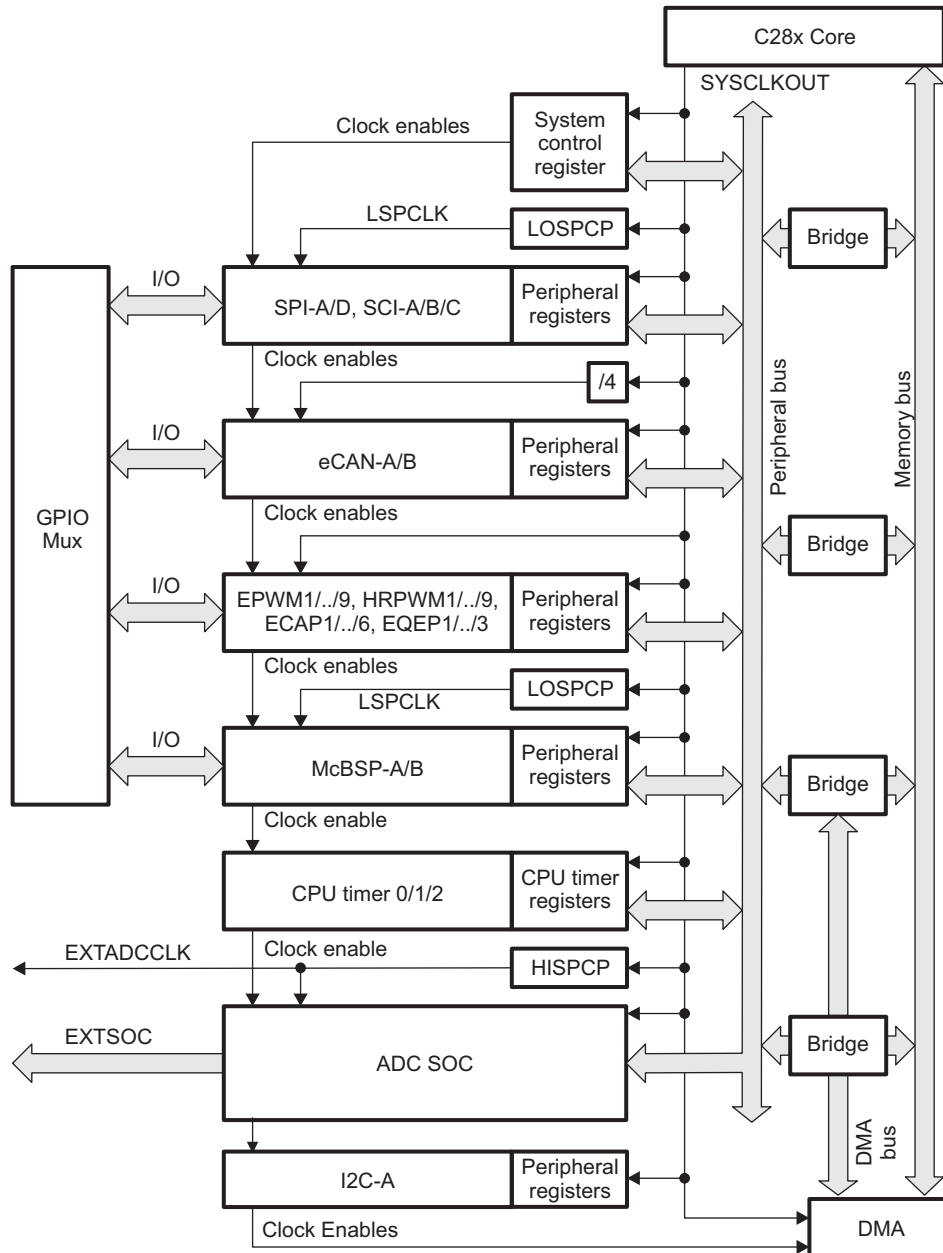 C28x Core
SYSCLKOUT
Clock enables
System
control
register
LSPCLK
LOSPCP
Bridge
I/O
SPI-A/D, SCI-A/B/C
Peripheral
registers
Clock enables
/4
Peripheral bus
Memory bus
I/O
eCAN-A/B
Peripheral
registers
Clock enables
GPIO
Mux
Bridge
I/O
EPWM1/../9, HRPWM1/../9,
ECAP1/../6, EQEP1/../3
Peripheral
registers
Clock enables
LSPCLK
LOSPCP
I/O
McBSP-A/B
Peripheral
registers
Bridge
Clock enable
CPU timer 0/1/2
CPU timer
registers
EXTADCCLK
Clock enable
HISPCP
EXTSOC
ADC SOC
Bridge
DMA
bus
I2C-A
Peripheral
registers
Clock Enables
DMA